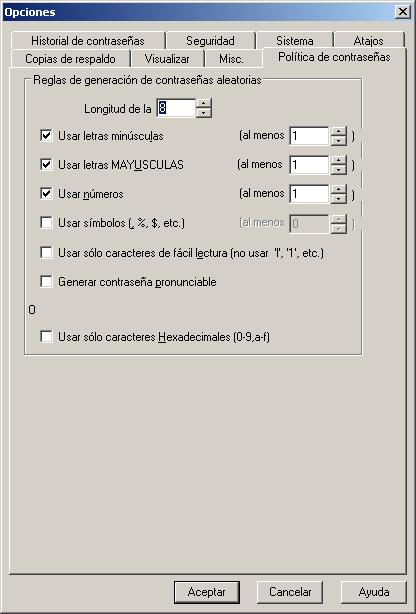 Opciones
Historial de contraseñas Seguridad Sistema Atajos
Copias de respaldo Visualizar Misc. Política de contraseñas
Reglas de generación de contraseñas aleatorias
Longitud de la 8
Usar letras minúsculas (al menos 1 )
Usar letras MAYUSCULAS (al menos 1 )
Usar números (al menos 1 )
Usar símbolos (, %, $, etc.) (al menos 0 )
Usar sólo caracteres de fácil lectura (no usar 'l', '1', etc.)
Generar contraseña pronunciable
O
Usar sólo caracteres Hexadecimales (0-9,a-f)
Aceptar Cancelar Ayuda